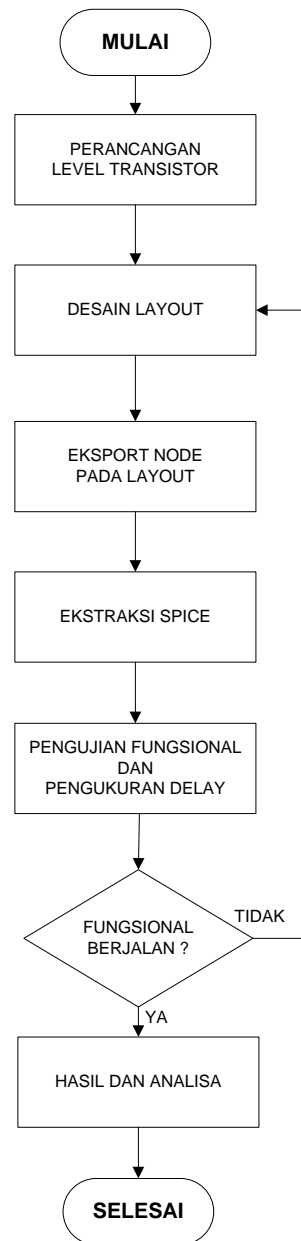 MULAI
PERANCANGAN
LEVEL TRANSISTOR
DESAIN LAYOUT
EKSPORT NODE
PADA LAYOUT
EKSTRAKSI SPICE
PENGUJIAN FUNGSIONAL
DAN
PENGUKURAN DELAY
FUNGSIONAL
BERJALAN ?
TIDAK
YA
HASIL DAN ANALISA
SELESAI